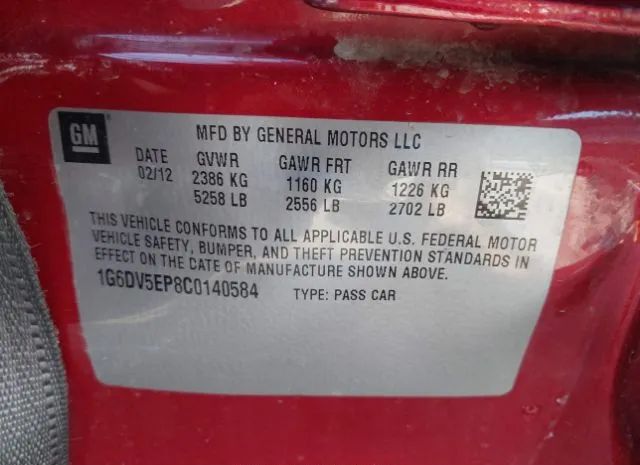 GM
MFD BY GENERAL MOTORS LLC
DATE GVWR GAWR FRT GAWR RR
02/12 2386 KG 1160 KG 1226 KG
5258 LB 2556 LB 2702 LB
THIS VEHICLE CONFORMS TO ALL APPLICABLE U.S. FEDERAL MOTOR
VEHICLE SAFETY, BUMPER, AND THEFT PREVENTION STANDARDS IN
EFFECT ON THE DATE OF MANUFACTURE SHOWN ABOVE.
1G6DV5EP8C0140584 TYPE: PASS CAR